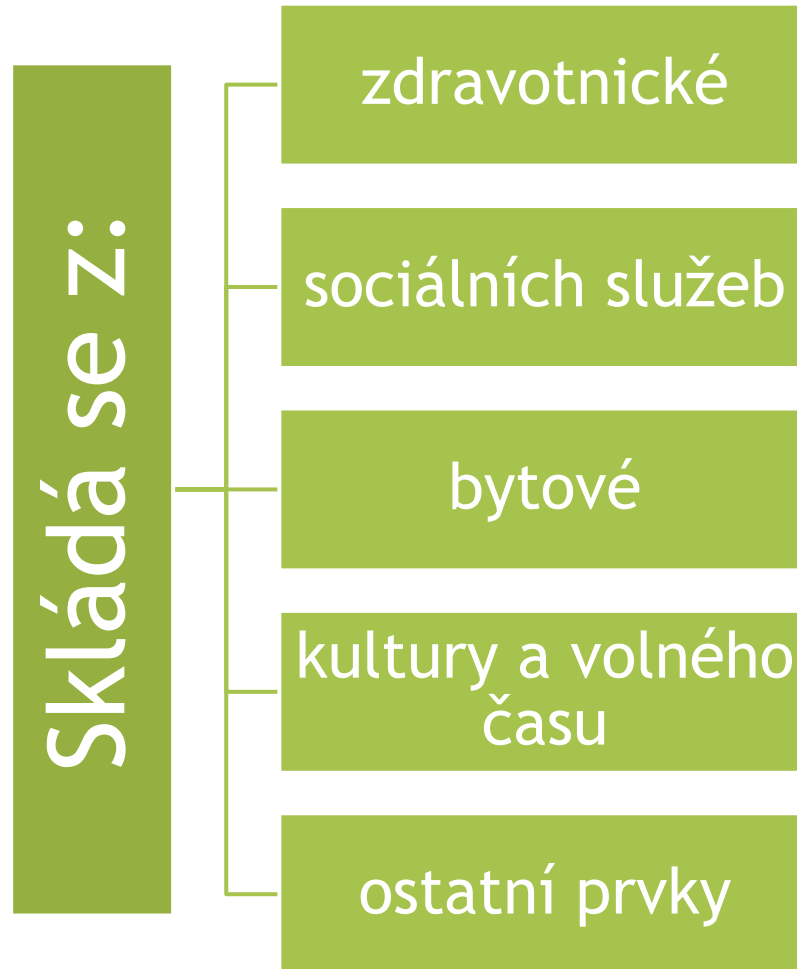 Skládá se z:
zdravotnické
sociálních služeb
bytové
kultury a volného
času
ostatní prvky